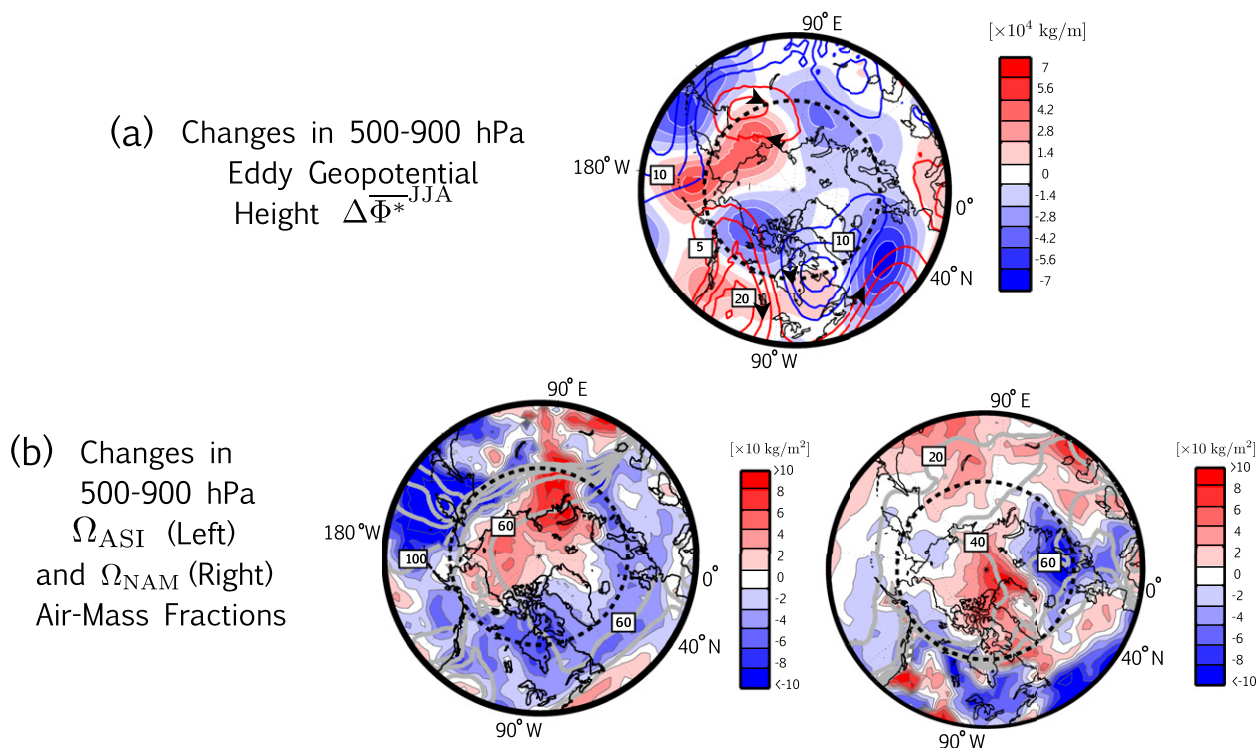 90° E
[×10⁴ kg/m]
(a) Changes in 500-900 hPa
Eddy Geopotential
Height ΔΦ*^JJA
7
5.6
4.2
2.8
1.4
0
-1.4
-2.8
-4.2
-5.6
-7
180° W
10
5
10
20
0°
40° N
90° W
(b) Changes in
500-900 hPa
Ω_ASI (Left)
and Ω_NAM (Right)
Air-Mass Fractions
90° E
[×10 kg/m²]
>10
8
6
4
2
0
-2
-4
-6
-8
<-10
180° W
60
100
60
0°
40° N
90° W
90° E
[×10 kg/m²]
>10
8
6
4
2
0
-2
-4
-6
-8
<-10
20
40
60
0°
40° N
90° W